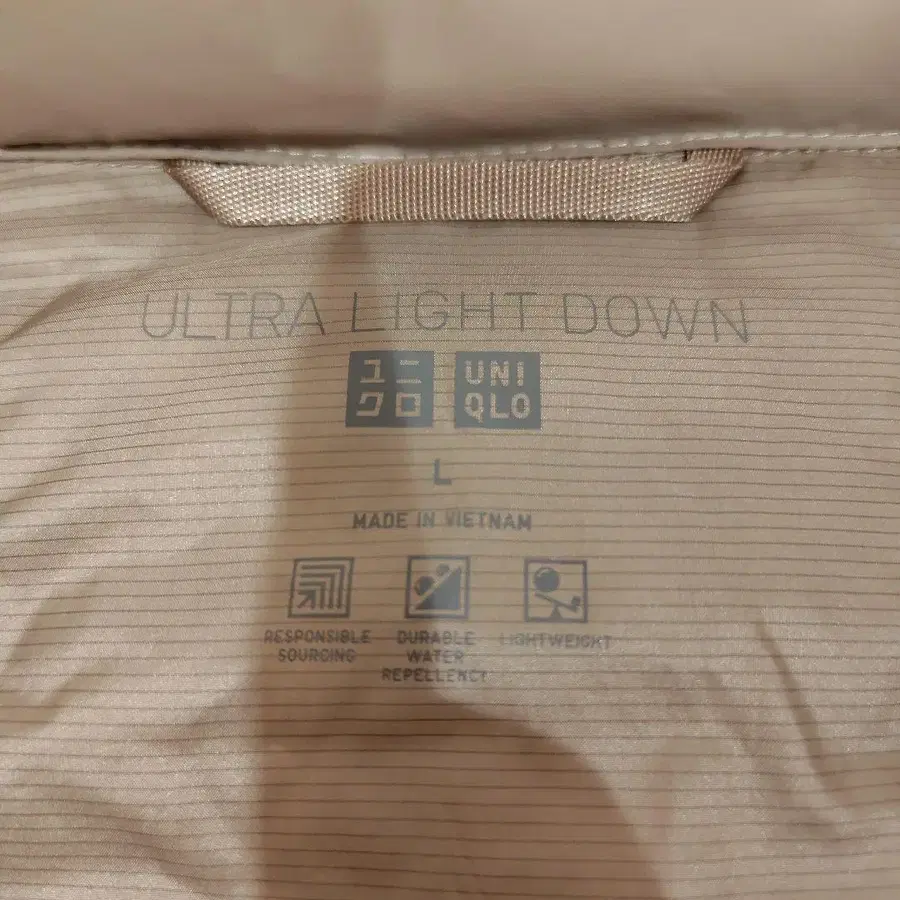 ULTRA LIGHT DOWN
ユニ UNI
クロ QLO
L
MADE IN VIETNAM
RESPONSIBLE DURABLE LIGHTWEIGHT
SOURCING WATER
REPELLENCY